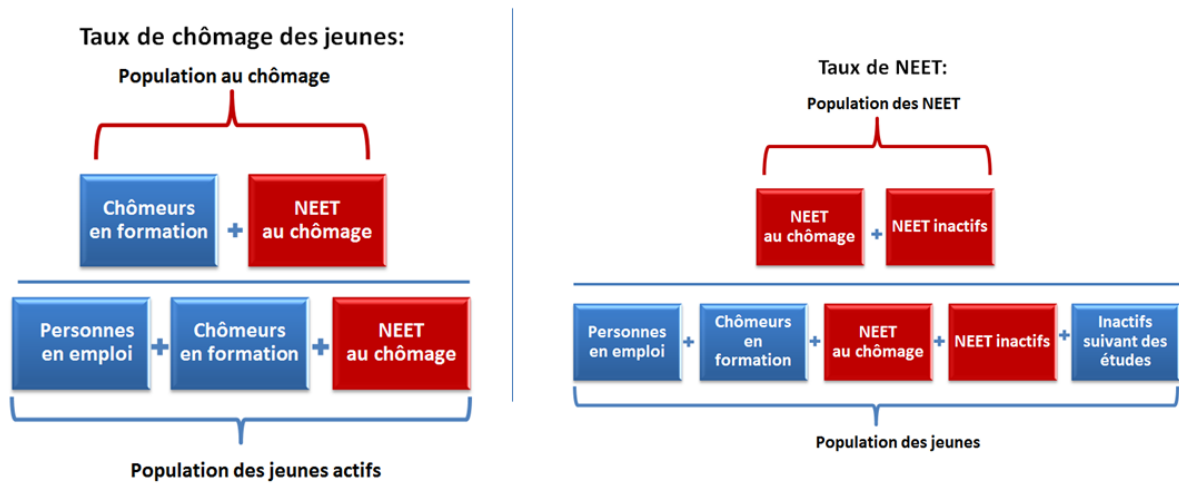 Taux de chômage des jeunes:
Population au chômage
Chômeurs
en formation
+
NEET
au chômage
Personnes
en emploi
+
Chômeurs
en formation
+
NEET
au chômage
Population des jeunes actifs
Taux de NEET:
Population des NEET
NEET
au chômage
+
NEET inactifs
Personnes
en emploi
+
Chômeurs
en
formation
+
NEET
au chômage
+
NEET inactifs
+
Inactifs
suivant des
études
Population des jeunes